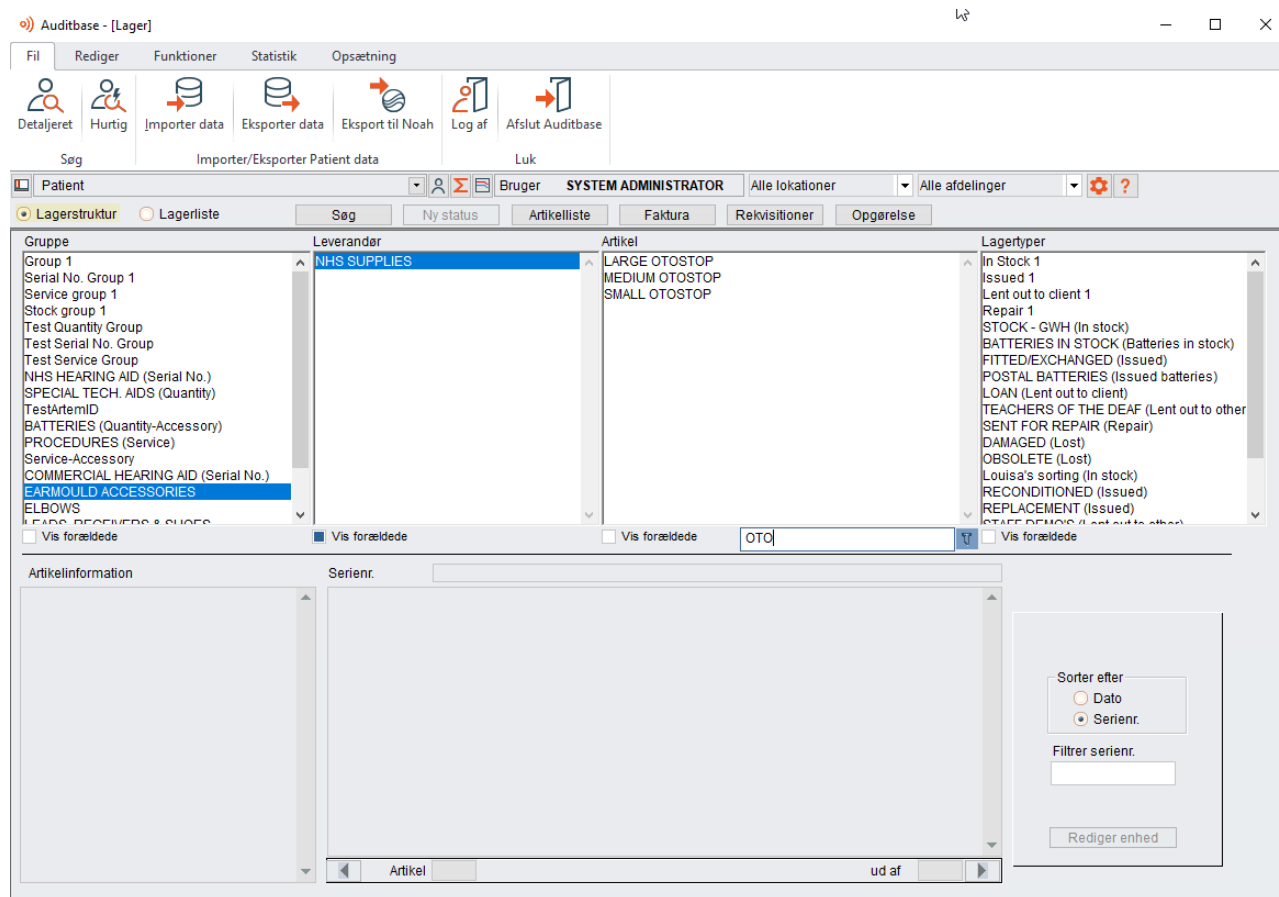 Auditbase - [Lager]
Fil Rediger Funktioner Statistik Opsætning
Detaljeret Hurtig Importer data Eksporter data Eksport til Noah Log af Afslut Auditbase
Søg Importer/Eksporter Patient data Luk
Patient Bruger SYSTEM ADMINISTRATOR Alle lokationer Alle afdelinger ?
Lagerstruktur Lagerliste Søg Ny status Artikelliste Faktura Rekvisitioner Opgørelse
Gruppe
Group 1
Serial No. Group 1
Service group 1
Stock group 1
Test Quantity Group
Test Serial No. Group
Test Service Group
NHS HEARING AID (Serial No.)
SPECIAL TECH. AIDS (Quantity)
TestArtemID
BATTERIES (Quantity-Accessory)
PROCEDURES (Service)
Service-Accessory
COMMERCIAL HEARING AID (Serial No.)
EARMOULD ACCESSORIES
ELBOWS
LEADS, RECEIVERS & SHOES
Vis forældede
Leverandør
NHS SUPPLIES
Vis forældede
Artikel
LARGE OTOSTOP
MEDIUM OTOSTOP
SMALL OTOSTOP
Vis forældede OTO
Lagertyper
In Stock 1
Issued 1
Lent out to client 1
Repair 1
STOCK - GWH (In stock)
BATTERIES IN STOCK (Batteries in stock)
FITTED/EXCHANGED (Issued)
POSTAL BATTERIES (Issued batteries)
LOAN (Lent out to client)
TEACHERS OF THE DEAF (Lent out to other
SENT FOR REPAIR (Repair)
DAMAGED (Lost)
OBSOLETE (Lost)
Louisa's sorting (In stock)
RECONDITIONED (Issued)
REPLACEMENT (Issued)
STAFF DEMO'S (Lent out to other)
Vis forældede
Artikelinformation
Serienr.
Artikel ud af
Sorter efter
Dato
Serienr.
Filtrer serienr.
Rediger enhed